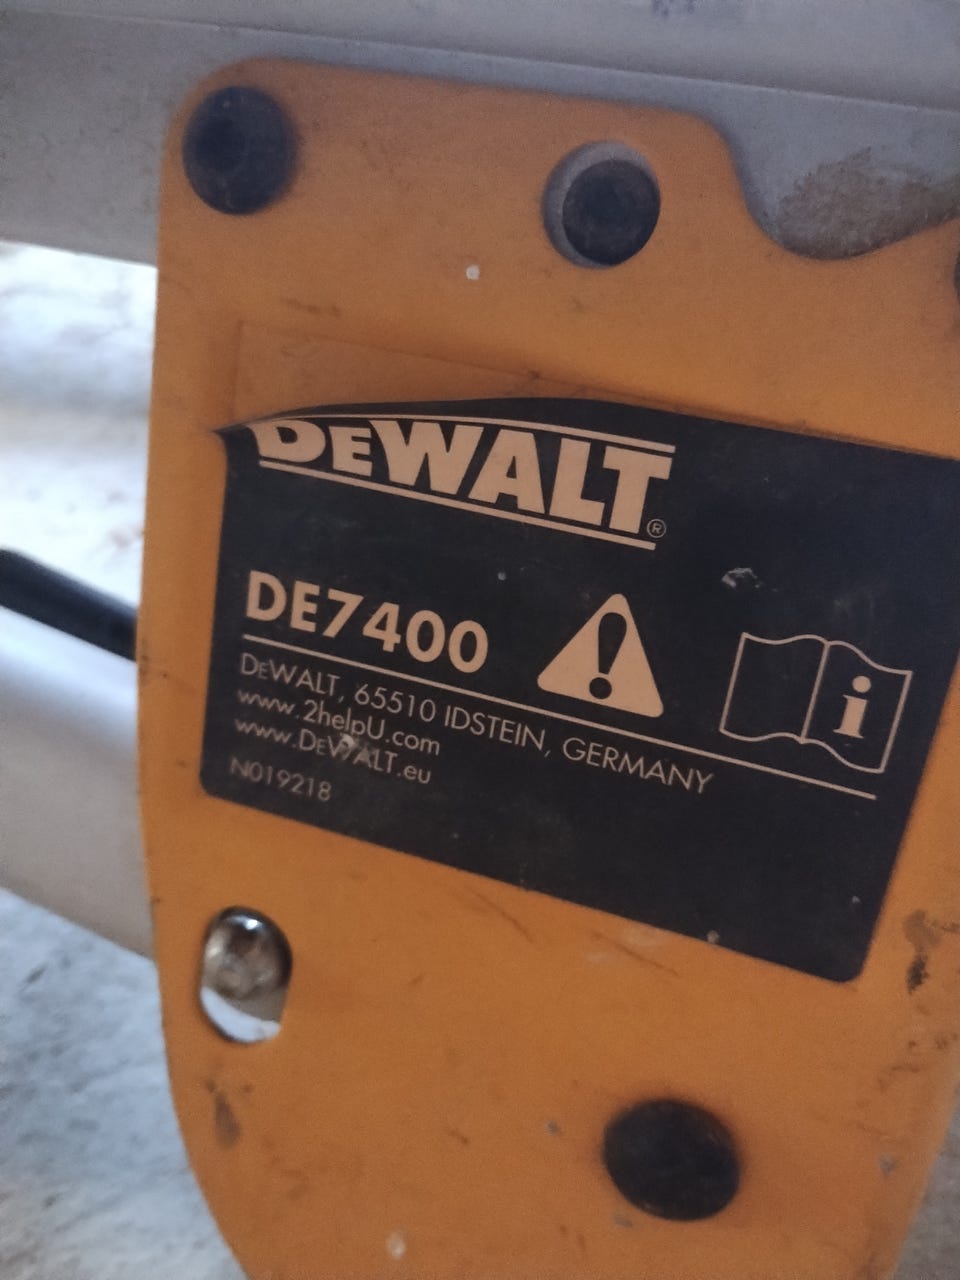 DEWALT®
DE7400
DEWALT, 65510 IDSTEIN, GERMANY
www.2helpU.com
www.DEWALT.eu
N019218